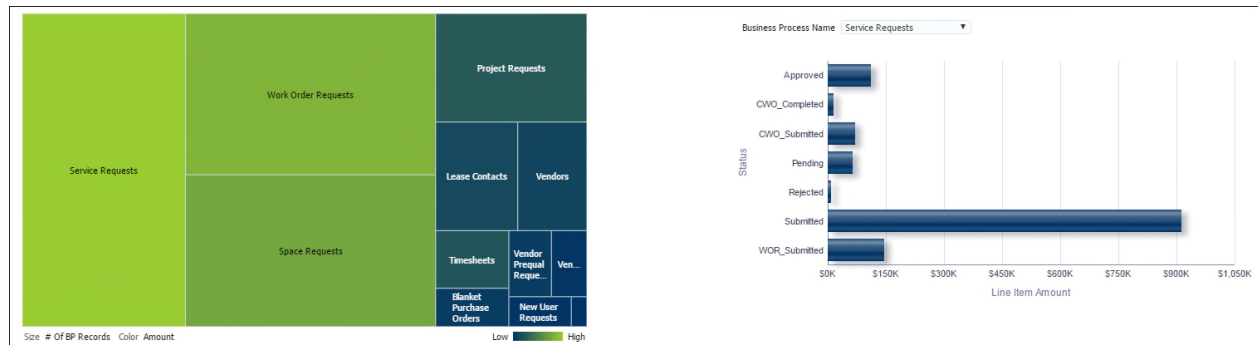 Service Requests
Work Order Requests
Space Requests
Project Requests
Lease Contacts
Vendors
Timesheets
Vendor
Prequal
Reque...
Ven...
Blanket
Purchase
Orders
New User
Requests
Size # Of BP Records Color Amount
Low High
Business Process Name Service Requests
Status
Approved
CWO_Completed
CWO_Submitted
Pending
Rejected
Submitted
WOR_Submitted
$0K $150K $300K $450K $600K $750K $900K $1,050K
Line Item Amount